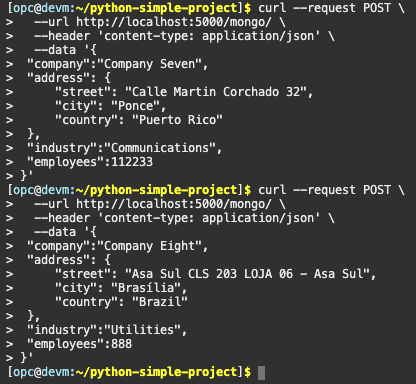 [opc@devm:~/python-simple-project]$ curl --request POST \
>   --url http://localhost:5000/mongo/ \
>   --header 'content-type: application/json' \
>   --data '{
>  "company":"Company Seven",
>  "address": {
>      "street": "Calle Martin Corchado 32",
>      "city": "Ponce",
>      "country": "Puerto Rico"
>  },
>  "industry":"Communications",
>  "employees":112233
> }'
[opc@devm:~/python-simple-project]$ curl --request POST \
>   --url http://localhost:5000/mongo/ \
>   --header 'content-type: application/json' \
>   --data '{
>  "company":"Company Eight",
>  "address": {
>      "street": "Asa Sul CLS 203 LOJA 06 - Asa Sul",
>      "city": "Brasília",
>      "country": "Brazil"
>  },
>  "industry":"Utilities",
>  "employees":888
> }'
[opc@devm:~/python-simple-project]$